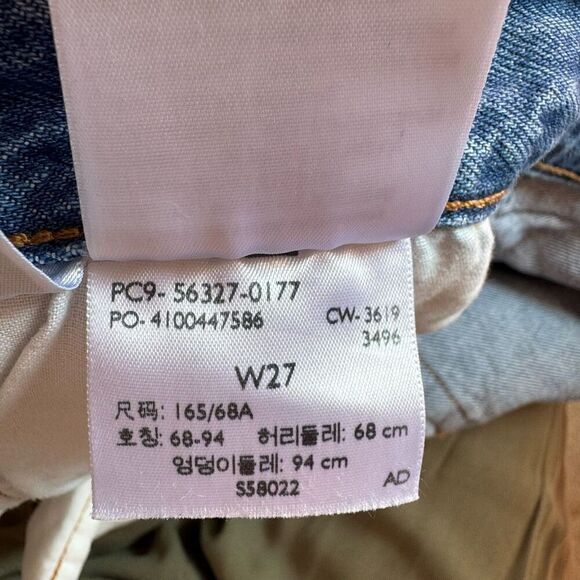 PC9- 56327-0177
PO- 4100447586 CW- 3619
3496
W27
尺码: 165/68A
호칭: 68-94 허리둘레: 68 cm
엉덩이둘레: 94 cm
S58022 AD